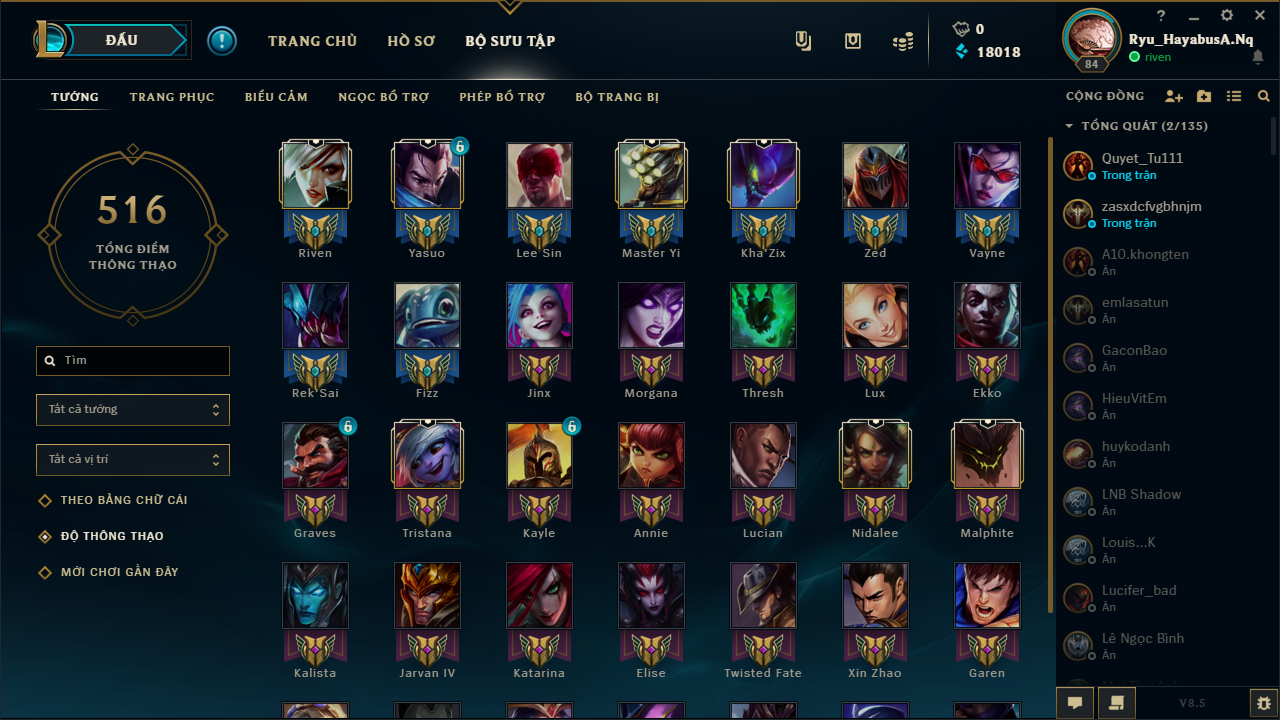 ĐẤU
!
TRANG CHỦ
HỒ SƠ
BỘ SƯU TẬP
0
18018
?
Ryu_HayabusA.Nq
riven
84
TƯỚNG
TRANG PHỤC
BIỂU CẢM
NGỌC BỔ TRỢ
PHÉP BỔ TRỢ
BỘ TRANG BỊ
516
TỔNG ĐIỂM
THÔNG THẠO
Tìm
Tất cả tướng
Tất cả vị trí
THEO BẢNG CHỮ CÁI
ĐỘ THÔNG THẠO
MỚI CHƠI GẦN ĐÂY
6
Riven
Yasuo
Lee Sin
Master Yi
Kha'Zix
Zed
Vayne
Rek'Sai
Fizz
Jinx
Morgana
Thresh
Lux
Ekko
6
6
Graves
Tristana
Kayle
Annie
Lucian
Nidalee
Malphite
Kalista
Jarvan IV
Katarina
Elise
Twisted Fate
Xin Zhao
Garen
CỘNG ĐỒNG
TỔNG QUÁT (2/135)
Quyet_Tu111
Trong trận
zasxdcfvgbhnjm
Trong trận
A10.khongten
Ẩn
emlasatun
Ẩn
GaconBao
Ẩn
HieuVitEm
Ẩn
huykodanh
Ẩn
LNB Shadow
Ẩn
Louis...K
Ẩn
Lucifer_bad
Ẩn
Lê Ngọc Bình
Ẩn
V8.5